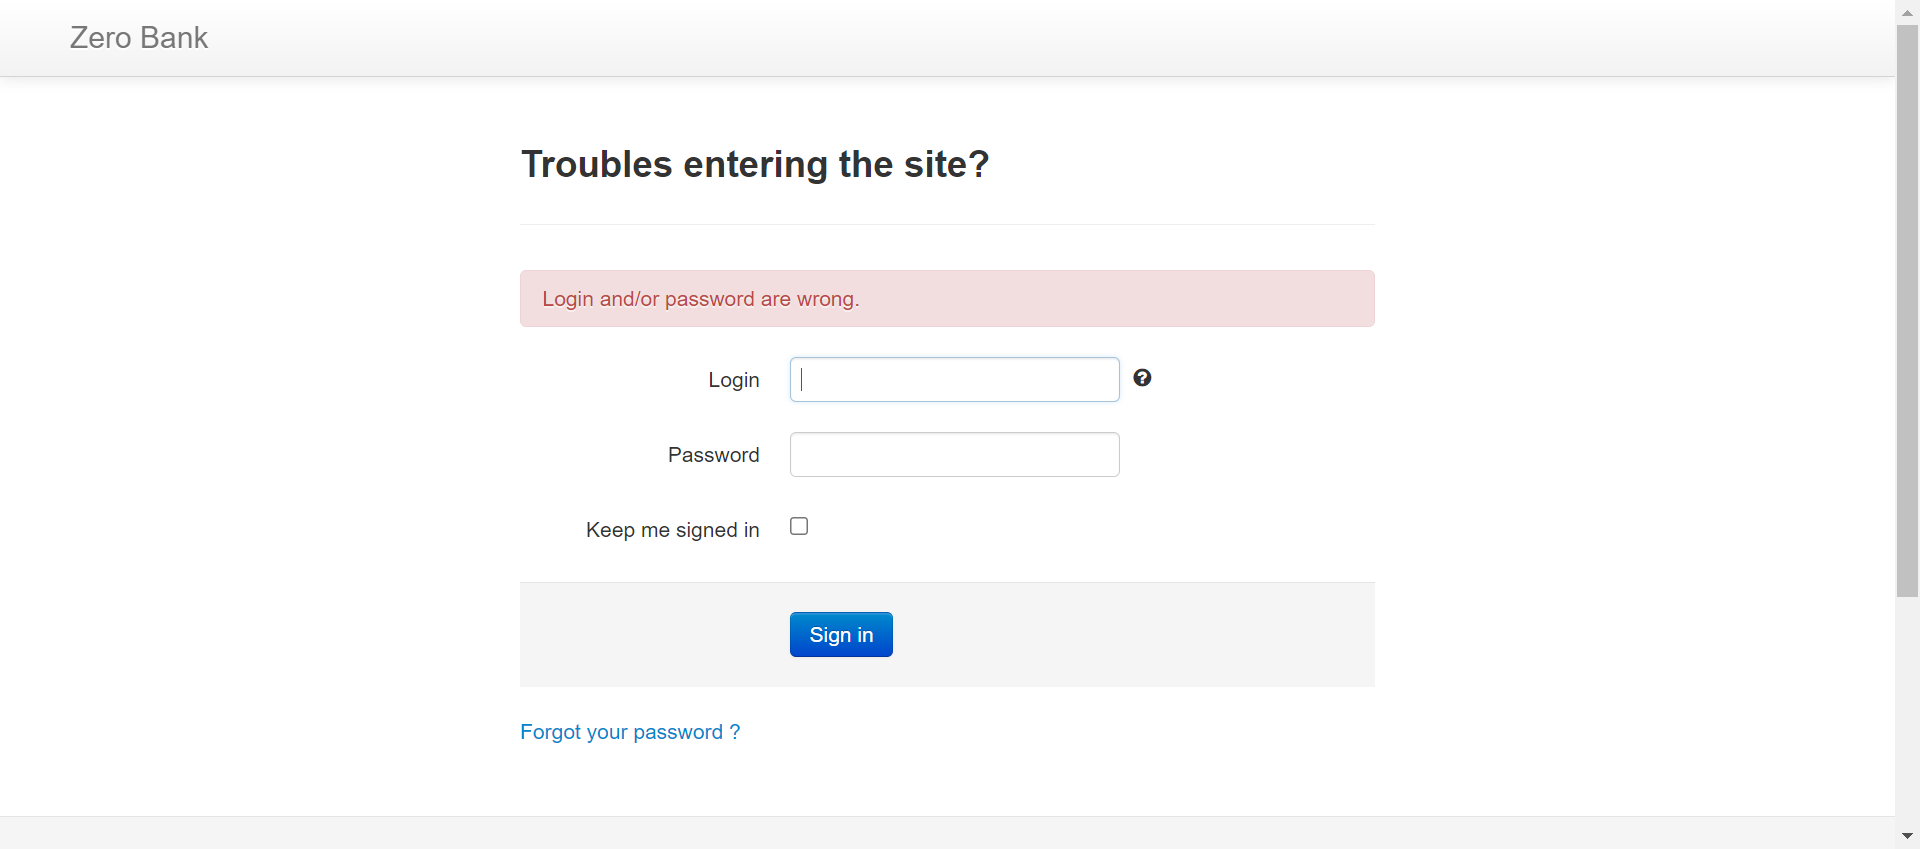 Zero Bank
Troubles entering the site?
Login and/or password are wrong.
Login
Password
Keep me signed in
Sign in
Forgot your password ?